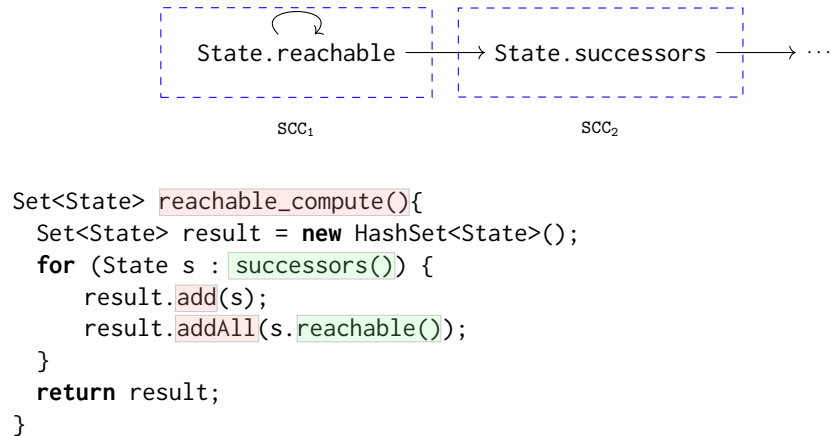 State.reachable State.successors ...
SCC₁ SCC₂
Set<State> reachable_compute(){
  Set<State> result = new HashSet<State>();
  for (State s : successors()) {
    result.add(s);
    result.addAll(s.reachable());
  }
  return result;
}